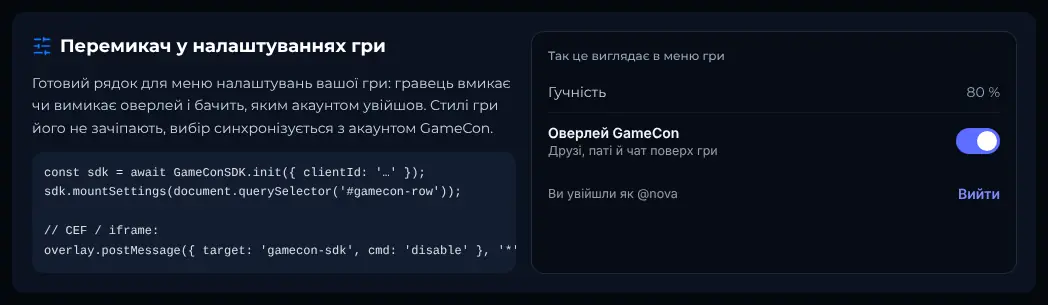 Перемикач у налаштуваннях гри
Готовий рядок для меню налаштувань вашої гри: гравець вмикає
чи вимикає оверлей і бачить, яким акаунтом увійшов. Стилі гри
його не зачіпають, вибір синхронізується з акаунтом GameCon.
const sdk = await GameConSDK.init({ clientId: '…' });
sdk.mountSettings(document.querySelector('#gamecon-row'));
// CEF / iframe:
overlay.postMessage({ target: 'gamecon-sdk', cmd: 'disable' }, '*'
Так це виглядає в меню гри
Гучність 80 %
Оверлей GameCon
Друзі, паті й чат поверх гри
Ви увійшли як @nova Вийти